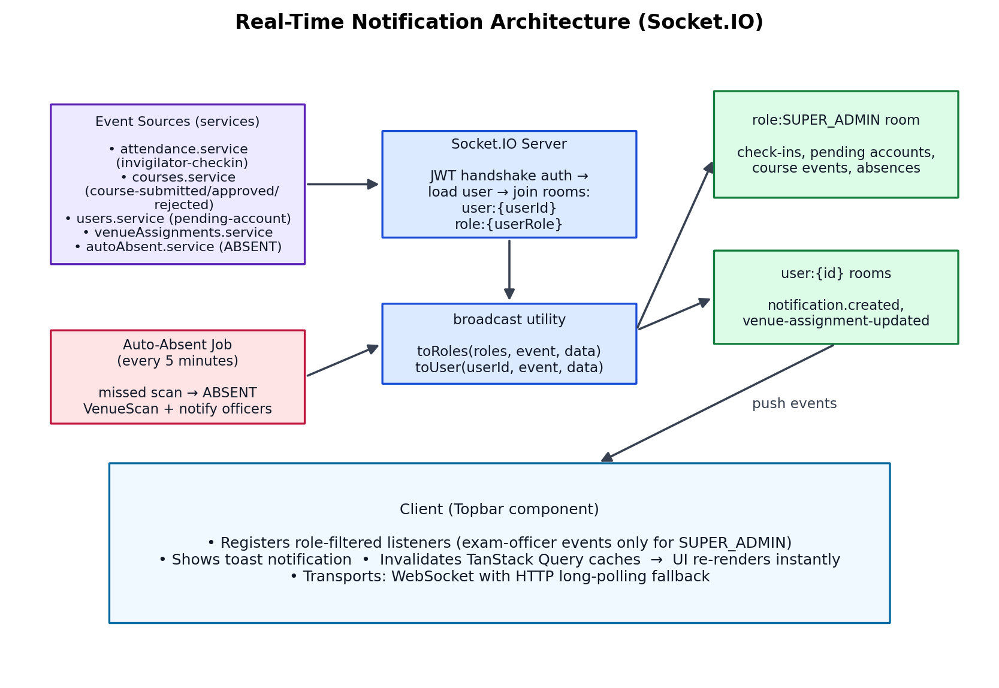 Real-Time Notification Architecture (Socket.IO)
Event Sources (services)
• attendance.service
(invigilator-checkin)
• courses.service
(course-submitted/approved/
rejected)
• users.service (pending-account)
• venueAssignments.service
• autoAbsent.service (ABSENT)
Socket.IO Server
JWT handshake auth →
load user → join rooms:
user:{userId}
role:{userRole}
role:SUPER_ADMIN room
check-ins, pending accounts,
course events, absences
user:{id} rooms
notification.created,
venue-assignment-updated
Auto-Absent Job
(every 5 minutes)
missed scan → ABSENT
VenueScan + notify officers
broadcast utility
toRoles(roles, event, data)
toUser(userId, event, data)
push events
Client (Topbar component)
• Registers role-filtered listeners (exam-officer events only for SUPER_ADMIN)
• Shows toast notification • Invalidates TanStack Query caches → UI re-renders instantly
• Transports: WebSocket with HTTP long-polling fallback